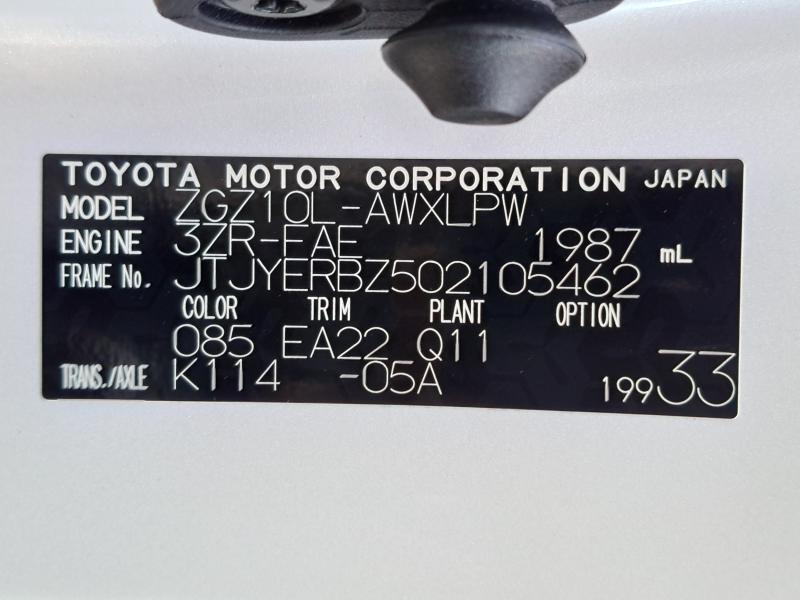 TOYOTA MOTOR CORPORATION JAPAN
MODEL ZGZ10L-AWXLPW
ENGINE 3ZR-FAE 1987 mL
FRAME No. JTJYERBZ502105462
COLOR TRIM PLANT OPTION
085 EA22 Q11
TRANS./AXLE K114 -05A
19933